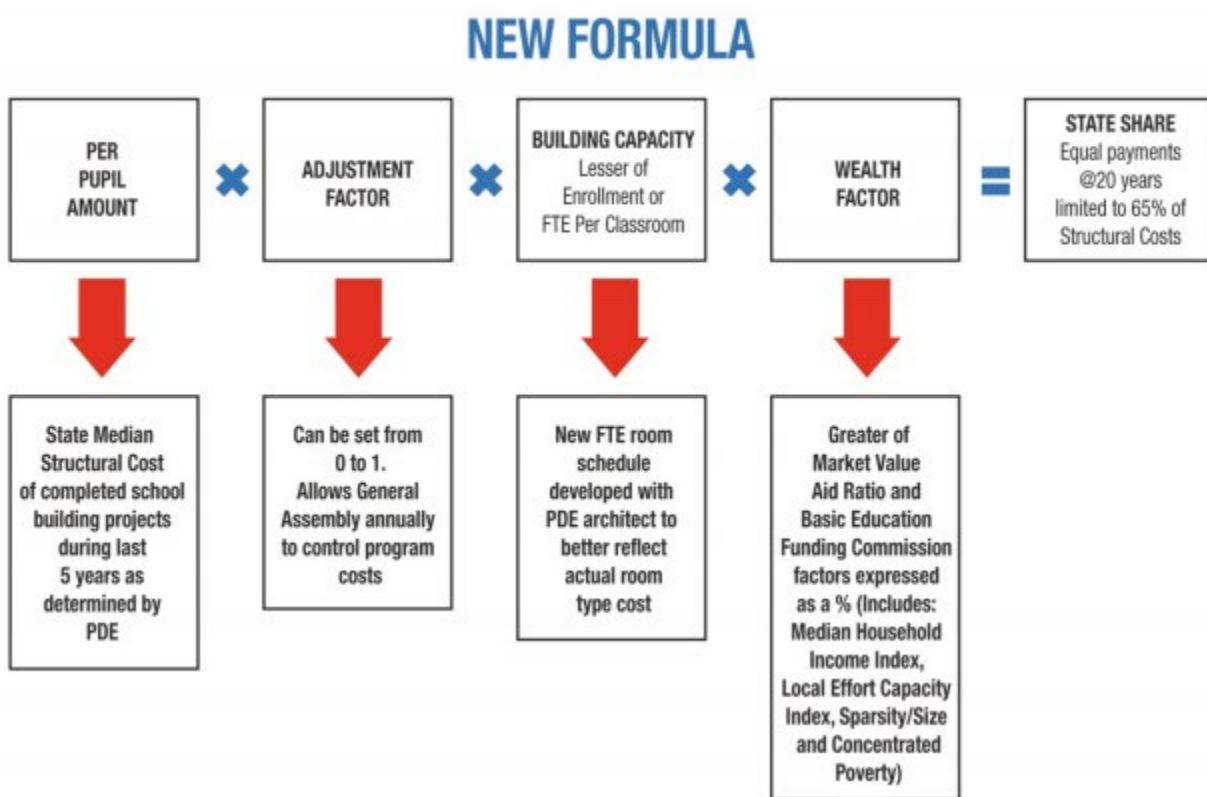 NEW FORMULA
PER
PUPIL
AMOUNT
✖
ADJUSTMENT
FACTOR
✖
BUILDING CAPACITY
Lesser of
Enrollment or
FTE Per Classroom
✖
WEALTH
FACTOR
=
STATE SHARE
Equal payments
@20 years
limited to 65% of
Structural Costs
State Median
Structural Cost
of completed school
building projects
during last
5 years as
determined by
PDE
Can be set from
0 to 1.
Allows General
Assembly annually
to control program
costs
New FTE room
schedule
developed with
PDE architect to
better reflect
actual room
type cost
Greater of
Market Value
Aid Ratio and
Basic Education
Funding Commission
factors expressed
as a % (Includes:
Median Household
Income Index,
Local Effort Capacity
Index, Sparsity/Size
and Concentrated
Poverty)